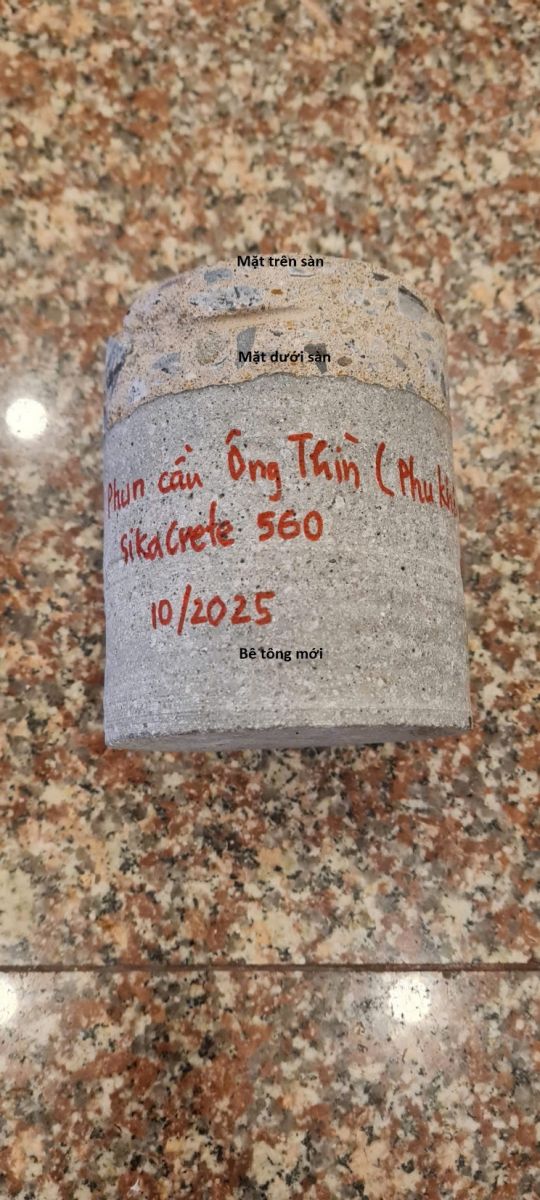 Mặt trên sàn
Mặt dưới sàn
Phun cầu Ông Thìn (Phu
SikaCrete 560
10/2025
Bê tông mới